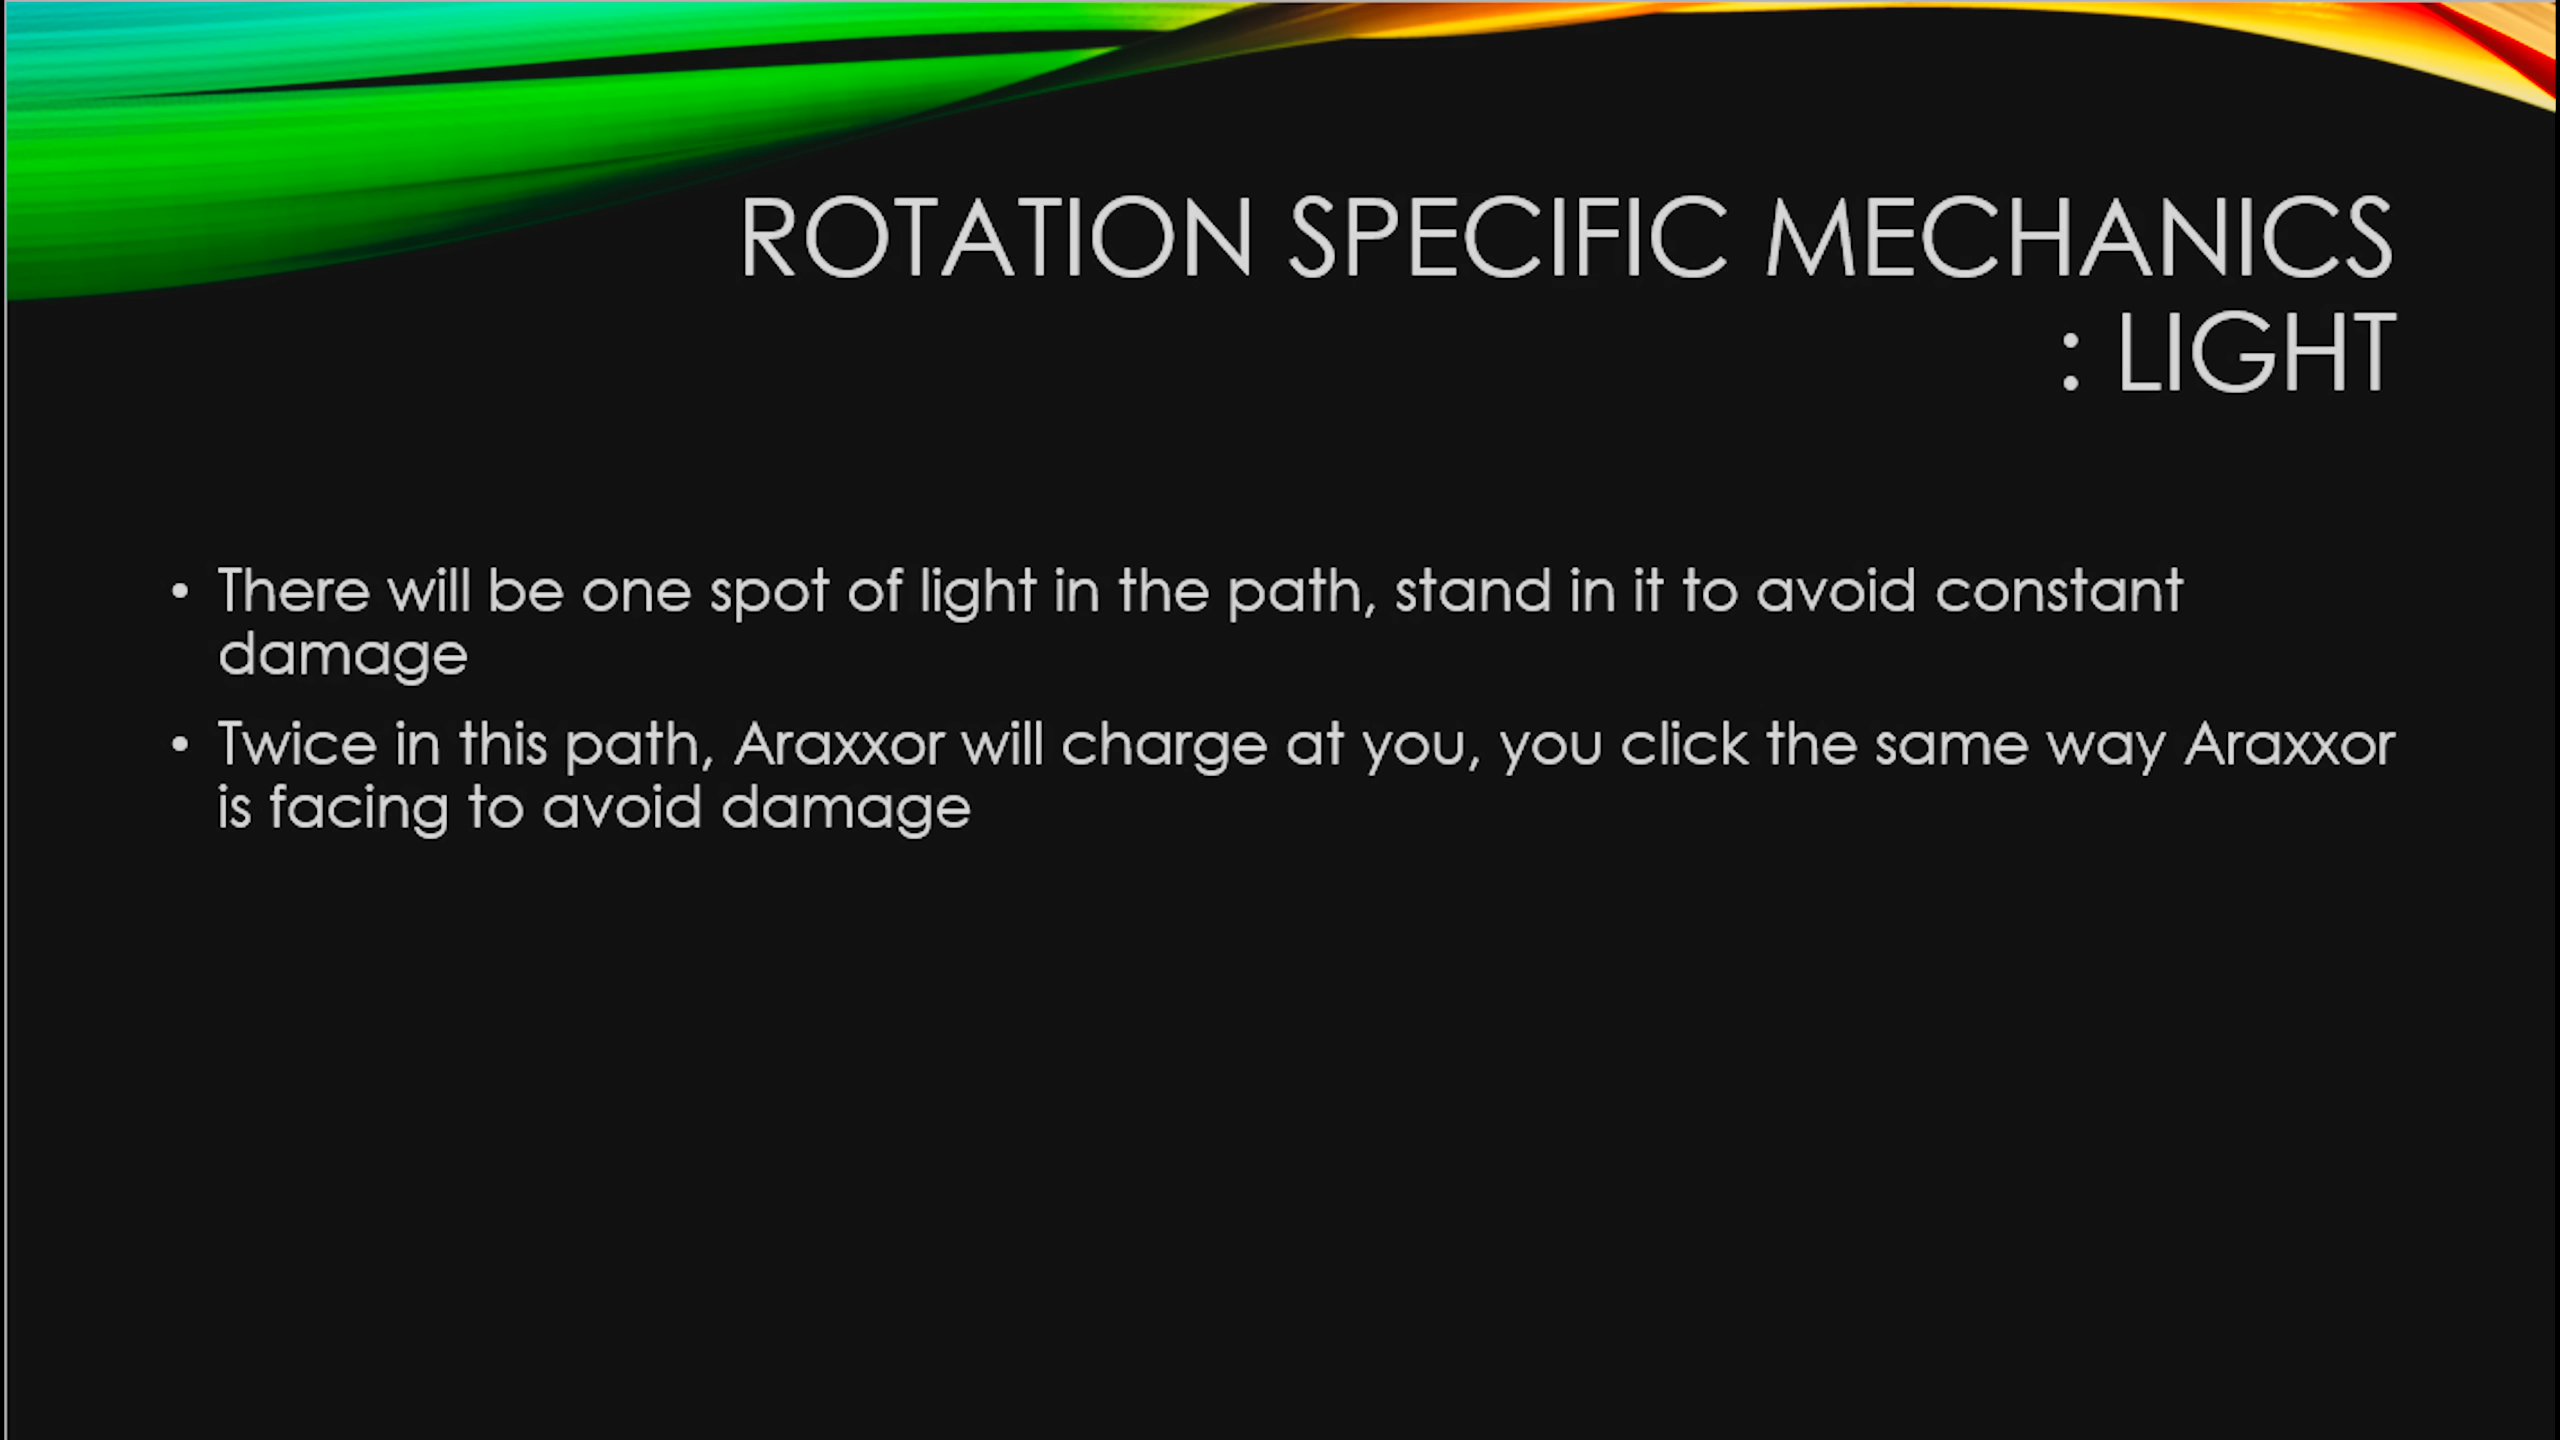 ROTATION SPECIFIC MECHANICS
: LIGHT
• There will be one spot of light in the path, stand in it to avoid constant
damage
• Twice in this path, Araxxor will charge at you, you click the same way Araxxor
is facing to avoid damage